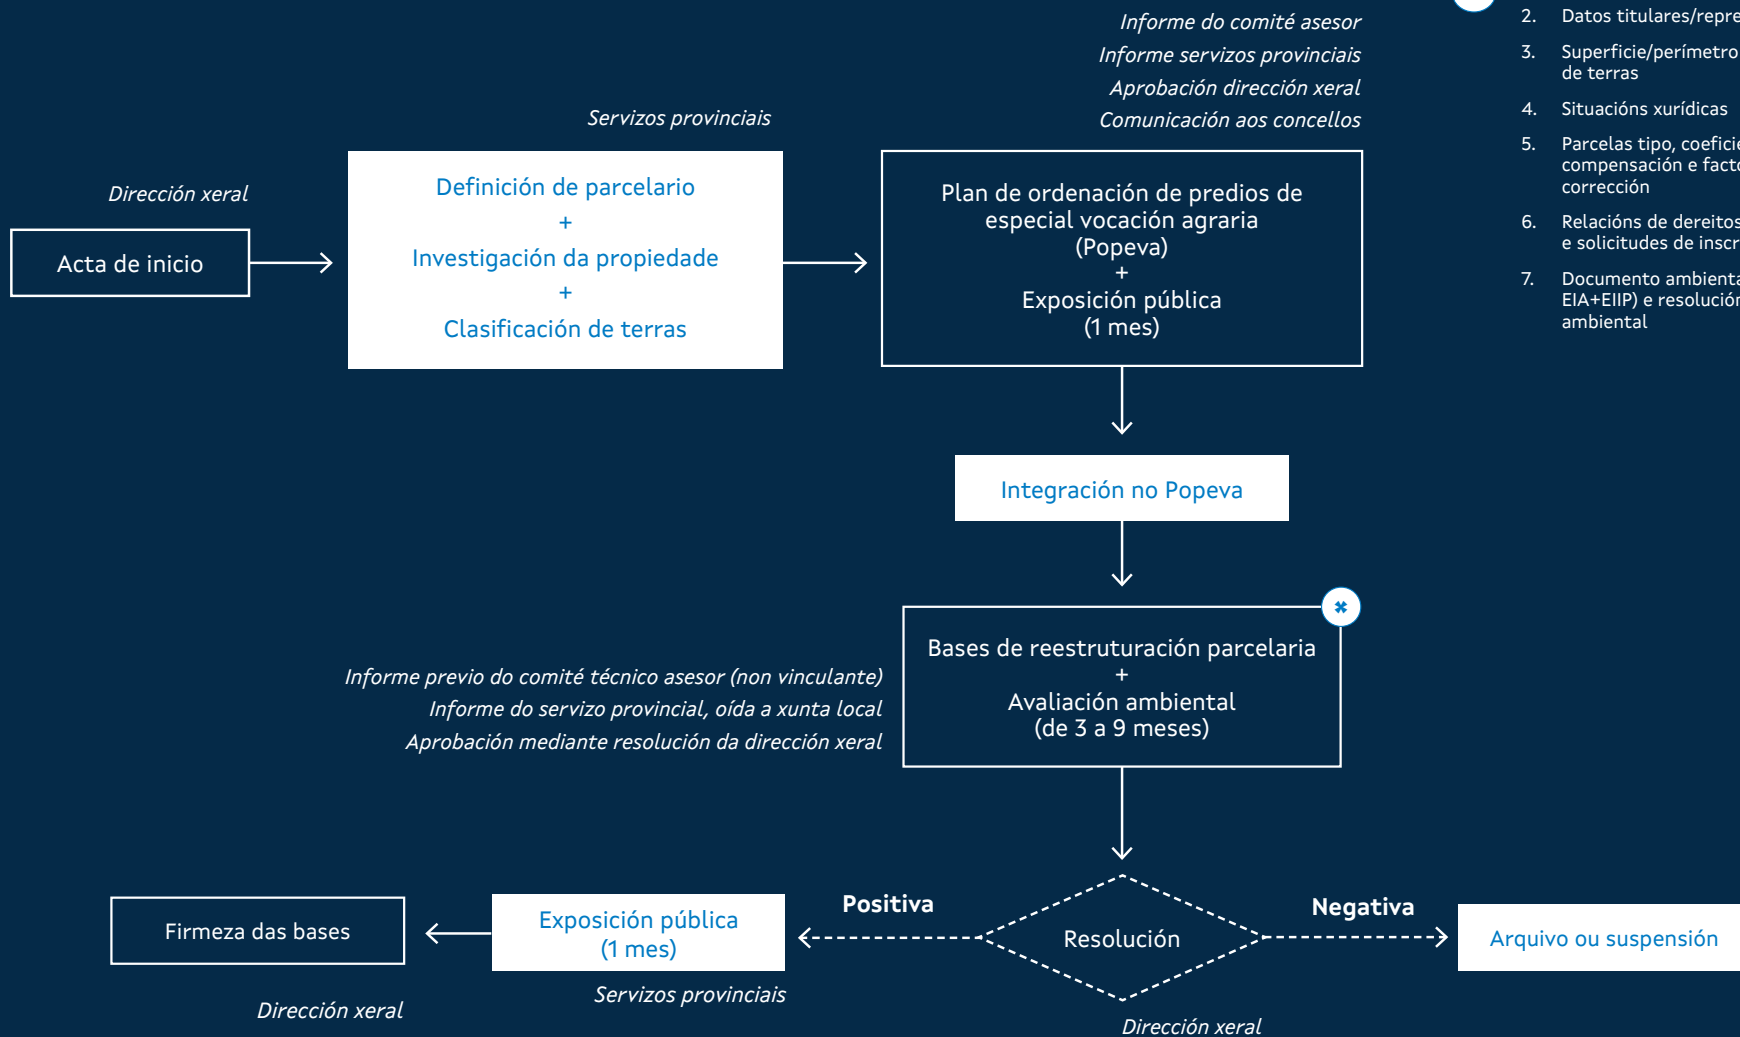 Informe do comité asesor
Informe servizos provinciais
Aprobación dirección xeral
Comunicación aos concellos
2. Datos titulares/repre
3. Superficie/perímetro
de terras
4. Situacións xurídicas
5. Parcelas tipo, coeficie
compensación e facto
corrección
6. Relacións de dereitos
e solicitudes de inscr
7. Documento ambienta
EIA+EIIP) e resolución
ambiental
Dirección xeral
Acta de inicio
Servizos provinciais
Definición de parcelario
+
Investigación da propiedade
+
Clasificación de terras
Plan de ordenación de predios de
especial vocación agraria
(Popeva)
+
Exposición pública
(1 mes)
Integración no Popeva
Informe previo do comité técnico asesor (non vinculante)
Informe do servizo provincial, oída a xunta local
Aprobación mediante resolución da dirección xeral
Bases de reestruturación parcelaria
+
Avaliación ambiental
(de 3 a 9 meses)
Resolución
Dirección xeral
Positiva
Exposición pública
(1 mes)
Servizos provinciais
Firmeza das bases
Dirección xeral
Negativa
Arquivo ou suspensión